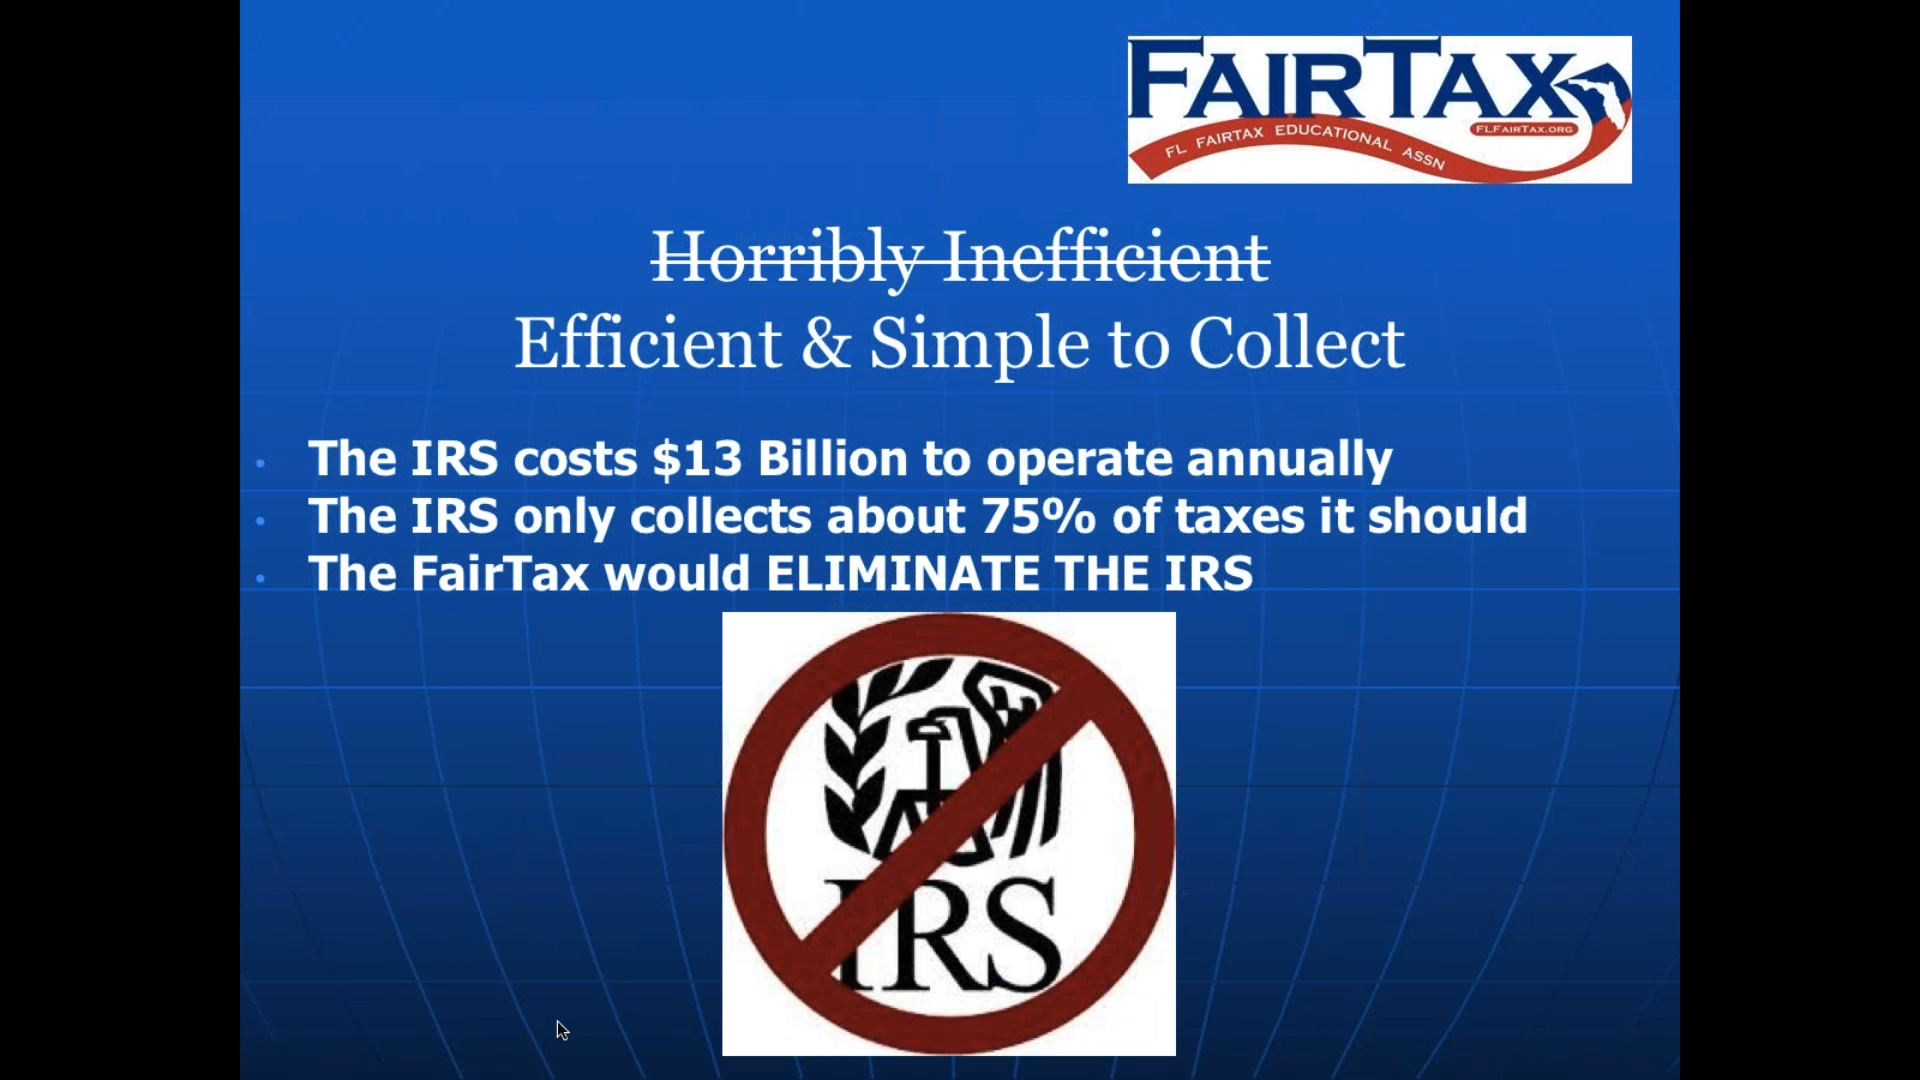 FAIRTAX
FLFAIRTAX.ORG
FL FAIRTAX EDUCATIONAL ASSN
Horribly Inefficient
Efficient & Simple to Collect
• The IRS costs $13 Billion to operate annually
• The IRS only collects about 75% of taxes it should
• The FairTax would ELIMINATE THE IRS
IRS